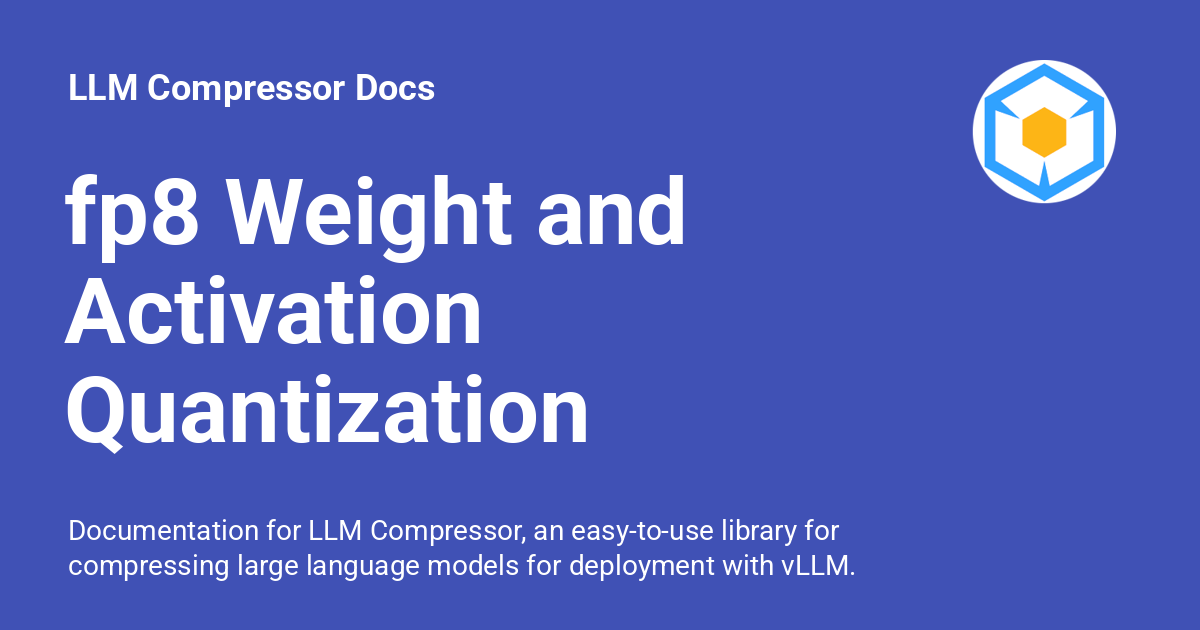 LLM Compressor Docs
fp8 Weight and
Activation
Quantization
Documentation for LLM Compressor, an easy-to-use library for
compressing large language models for deployment with vLLM.